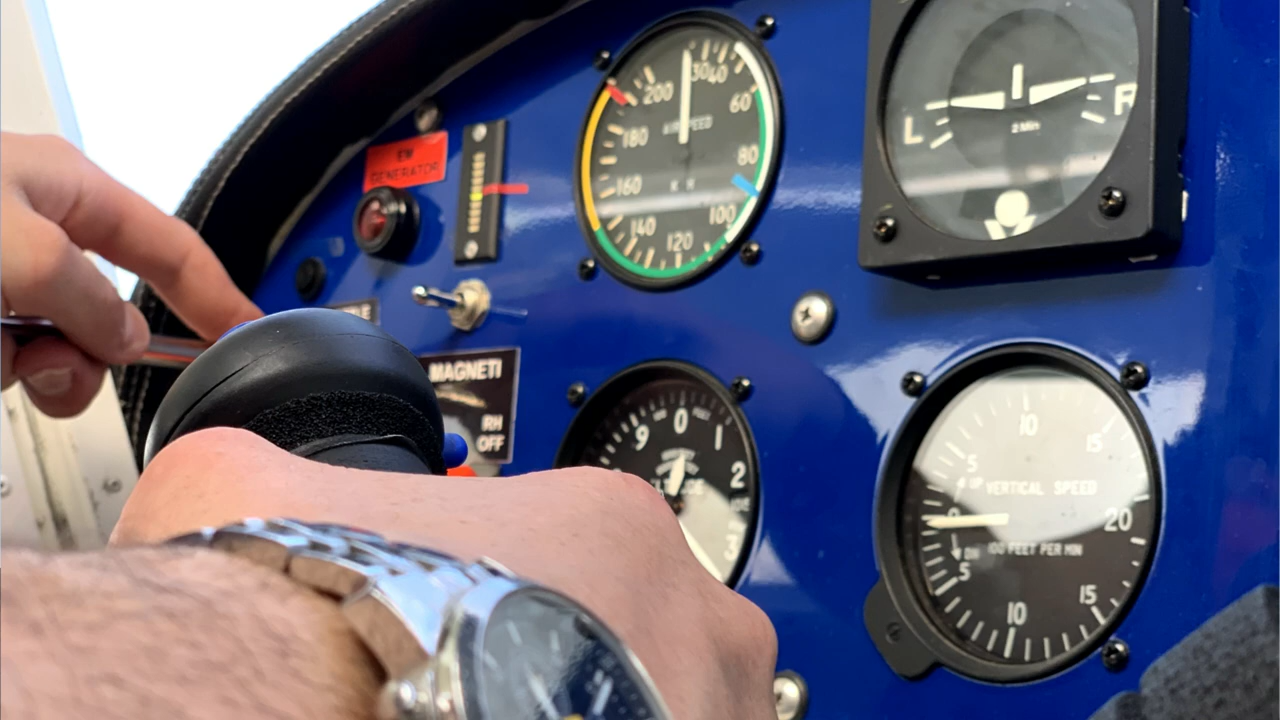 EM
GENERATOR
MAGNETI
RH
OFF
30 40
200
60
AIRSPEED
180
80
160
100
140
120
L
R
2 MIN
0
9
1
2
3
10
15
5
UP
VERTICAL SPEED
0
20
DN
100 FEET PER MIN
5
15
10